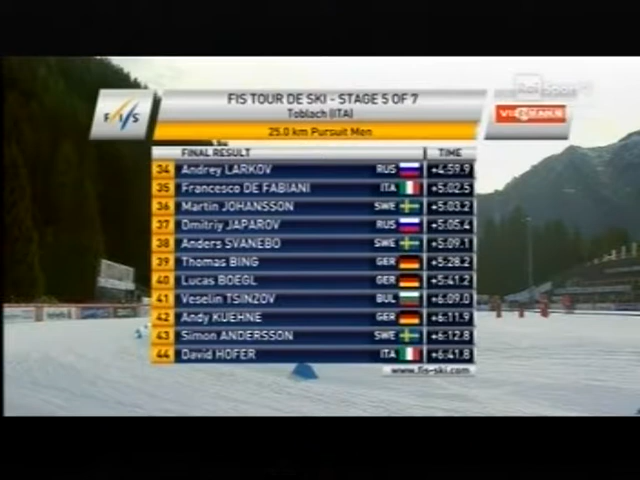 Rai Sport
FIS TOUR DE SKI - STAGE 5 OF 7
Toblach (ITA)
25.0 km Pursuit Men
FIS
VIESSMANN
FINAL RESULT TIME
34 Andrey LARKOV RUS +4:59.9
35 Francesco DE FABIANI ITA +5:02.5
36 Martin JOHANSSON SWE +5:03.2
37 Dmitriy JAPAROV RUS +5:05.4
38 Anders SVANEBO SWE +5:09.1
39 Thomas BING GER +5:28.2
40 Lucas BOEGL GER +5:41.2
41 Veselin TSINZOV BUL +6:09.0
42 Andy KUEHNE GER +6:11.9
43 Simon ANDERSSON SWE +6:12.8
44 David HOFER ITA +6:41.8
www.fis-ski.com